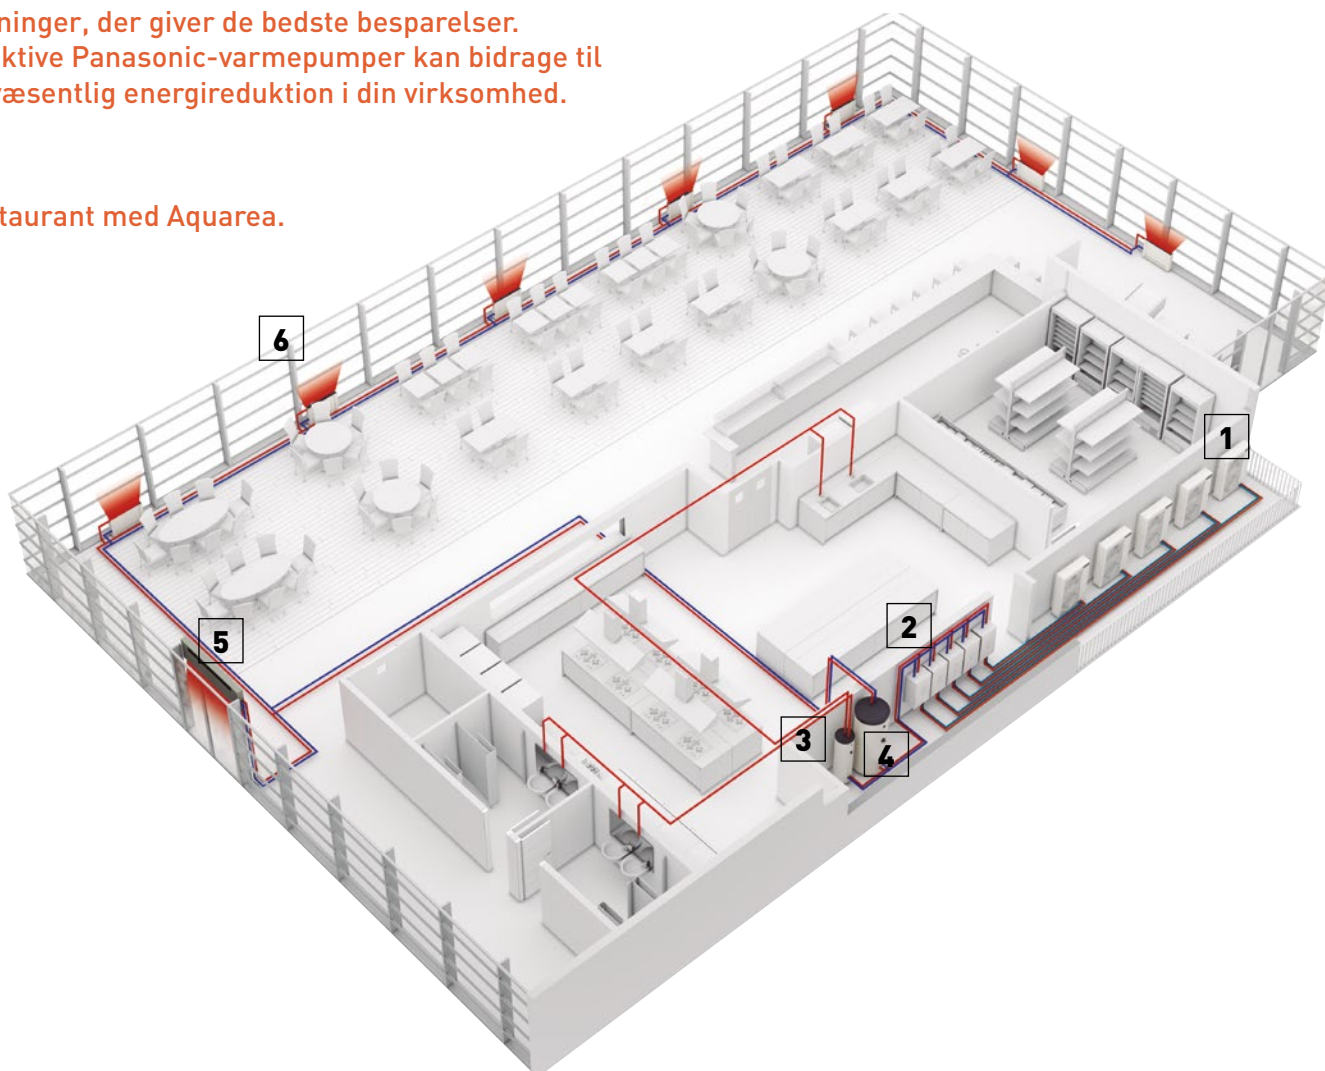 ninger, der giver de bedste besparelser.
ktive Panasonic-varmepumper kan bidrage til
væsentlig energireduktion i din virksomhed.
taurant med Aquarea.
6
1
5
2
3
4